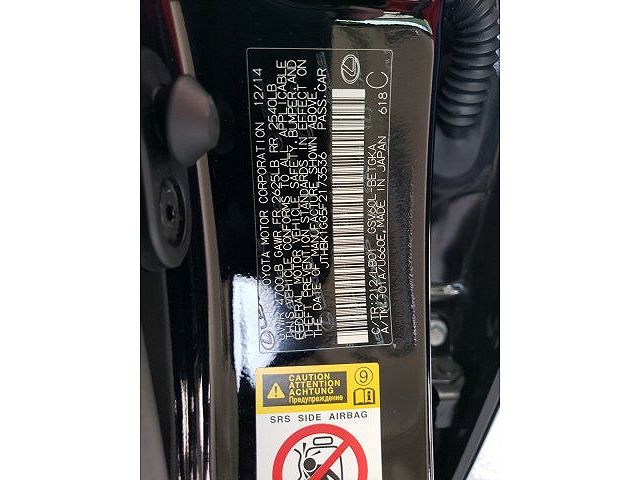 TOYOTA MOTOR CORPORATION 12/14
GVWR 4700LB GAWR FR 2625LB RR 2540LB
THIS VEHICLE CONFORMS TO ALL APPLICABLE
FEDERAL MOTOR VEHICLE SAFETY, BUMPER, AND
THEFT PREVENTION STANDARDS IN EFFECT ON
THE DATE OF MANUFACTURE SHOWN ABOVE.
JTHBK1GG5F2173536 PASS.CAR
C/TR:212/LB01 GSV60L-BETGKA
A/TM:-01A/U660E, MADE IN JAPAN 618 C
CAUTION
ATTENTION
ACHTUNG
Предупреждение
9
SRS SIDE AIRBAG